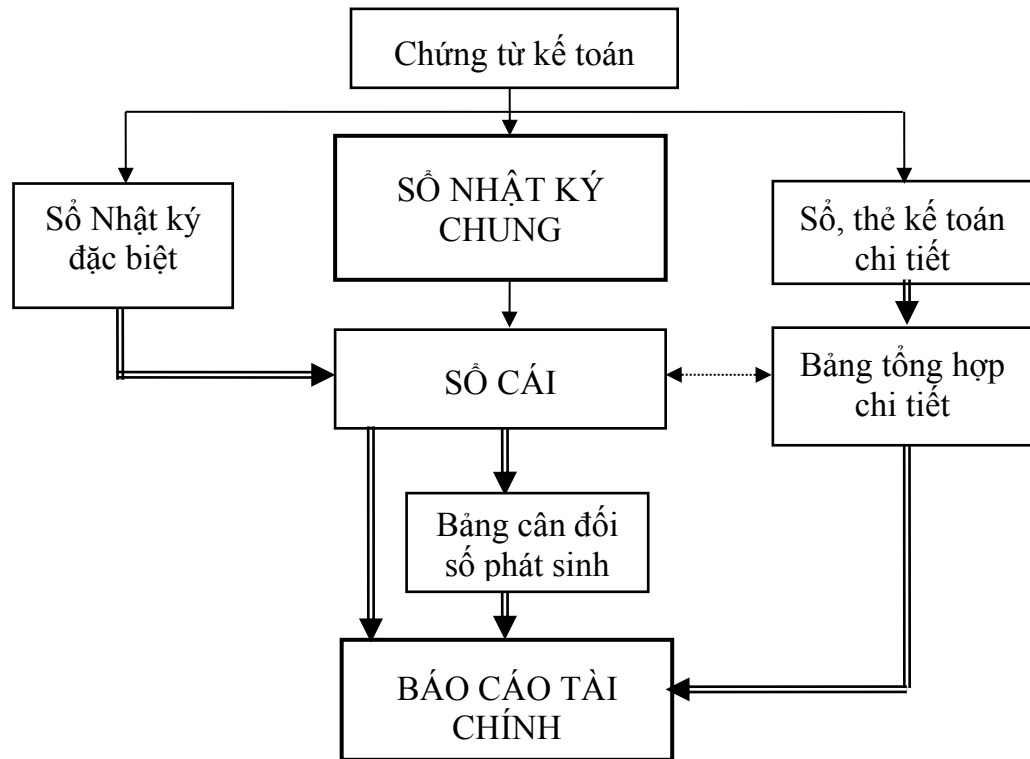 Chứng từ kế toán
SỔ NHẬT KÝ
CHUNG
Sổ Nhật ký
đặc biệt
Sổ, thẻ kế toán
chi tiết
SỔ CÁI
Bảng tổng hợp
chi tiết
Bảng cân đối
số phát sinh
BÁO CÁO TÀI
CHÍNH